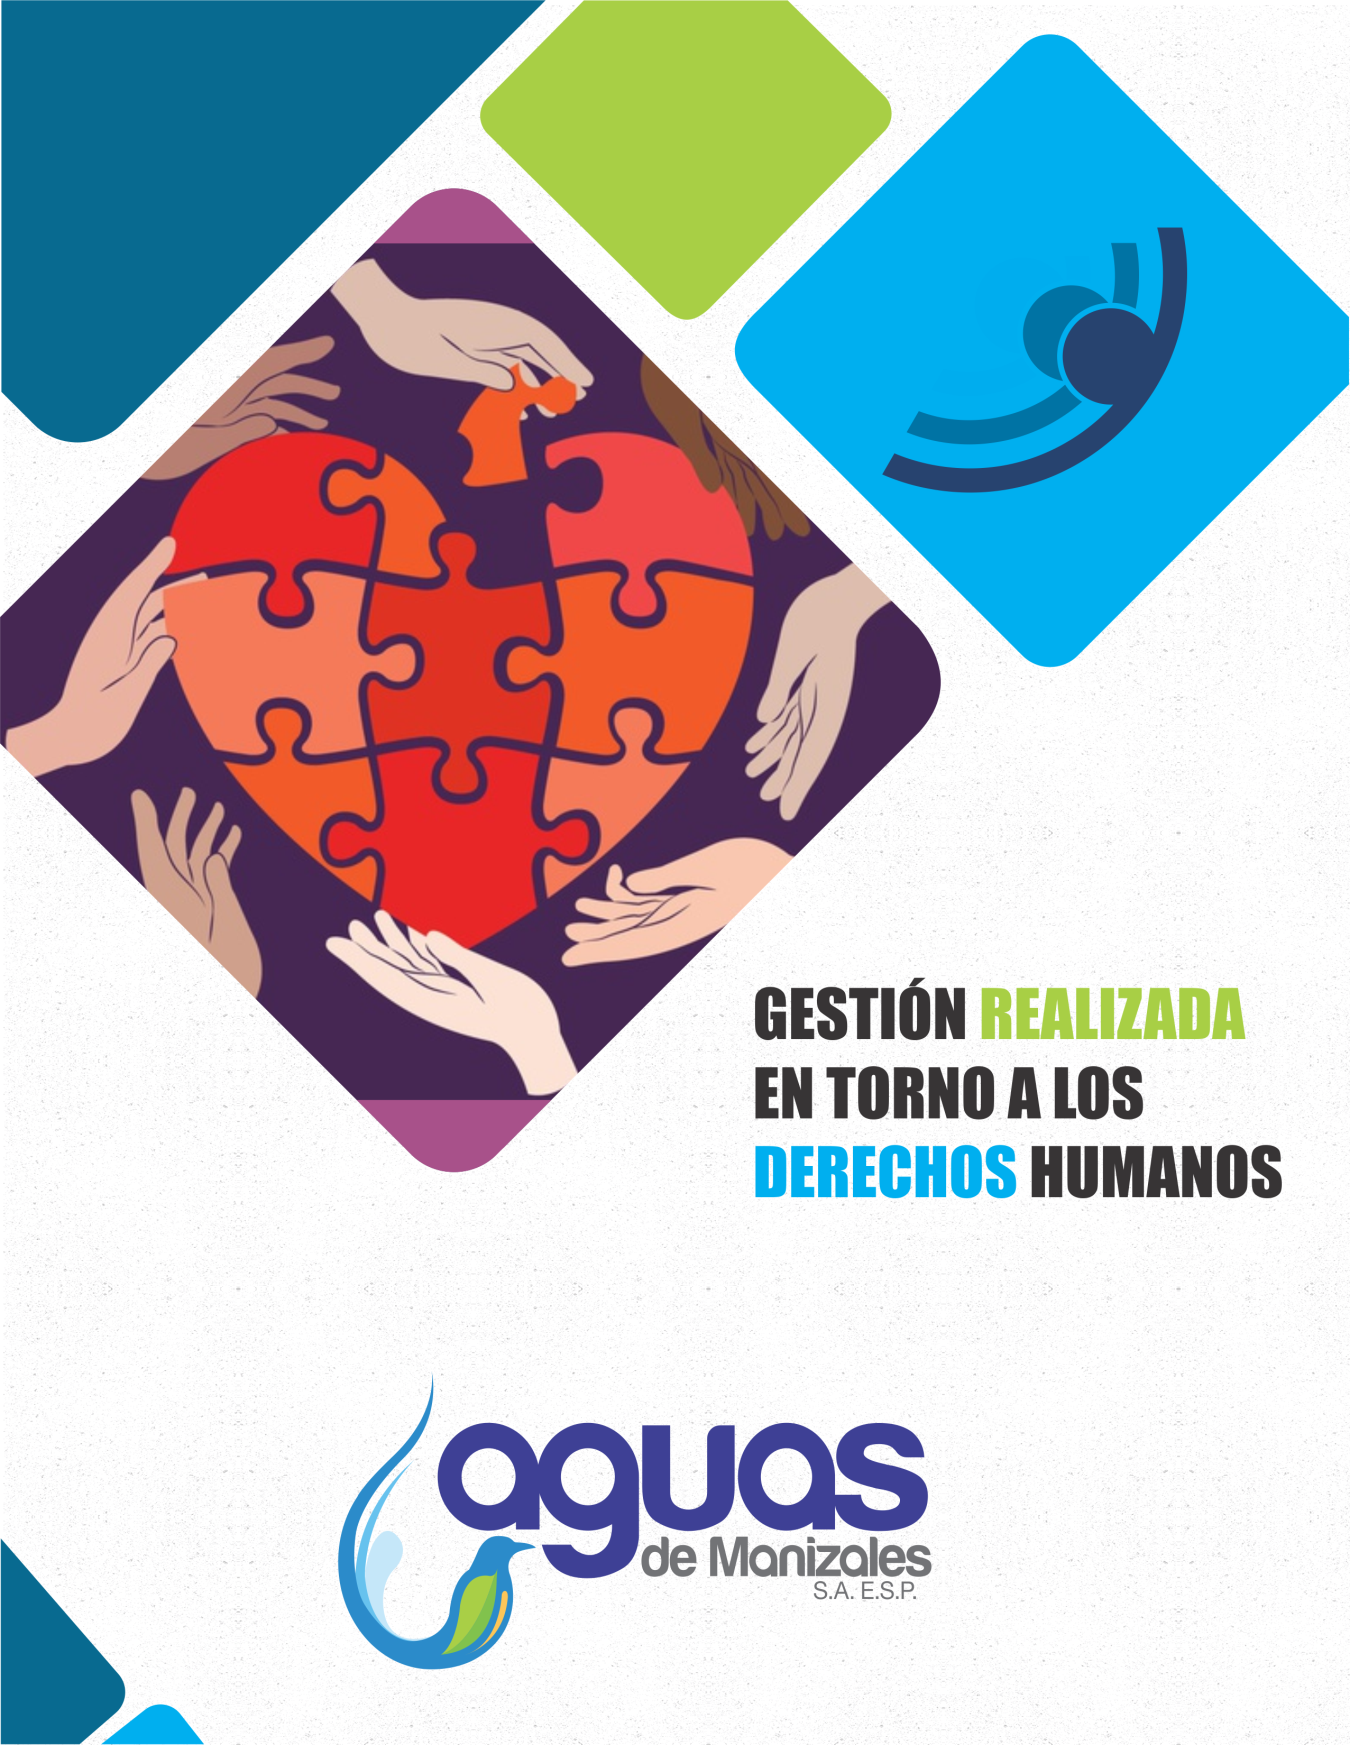 GESTIÓN REALIZADA
EN TORNO A LOS
DERECHOS HUMANOS
aguas
de Manizales
S.A. E.S.P.